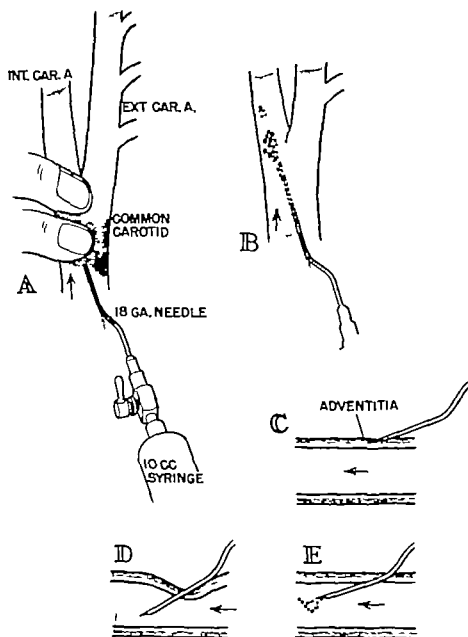 INT. CAR. A
EXT. CAR. A.
COMMON
CAROTID
A
18 GA. NEEDLE
10 CC
SYRINGE
B
C
ADVENTITIA
D
E